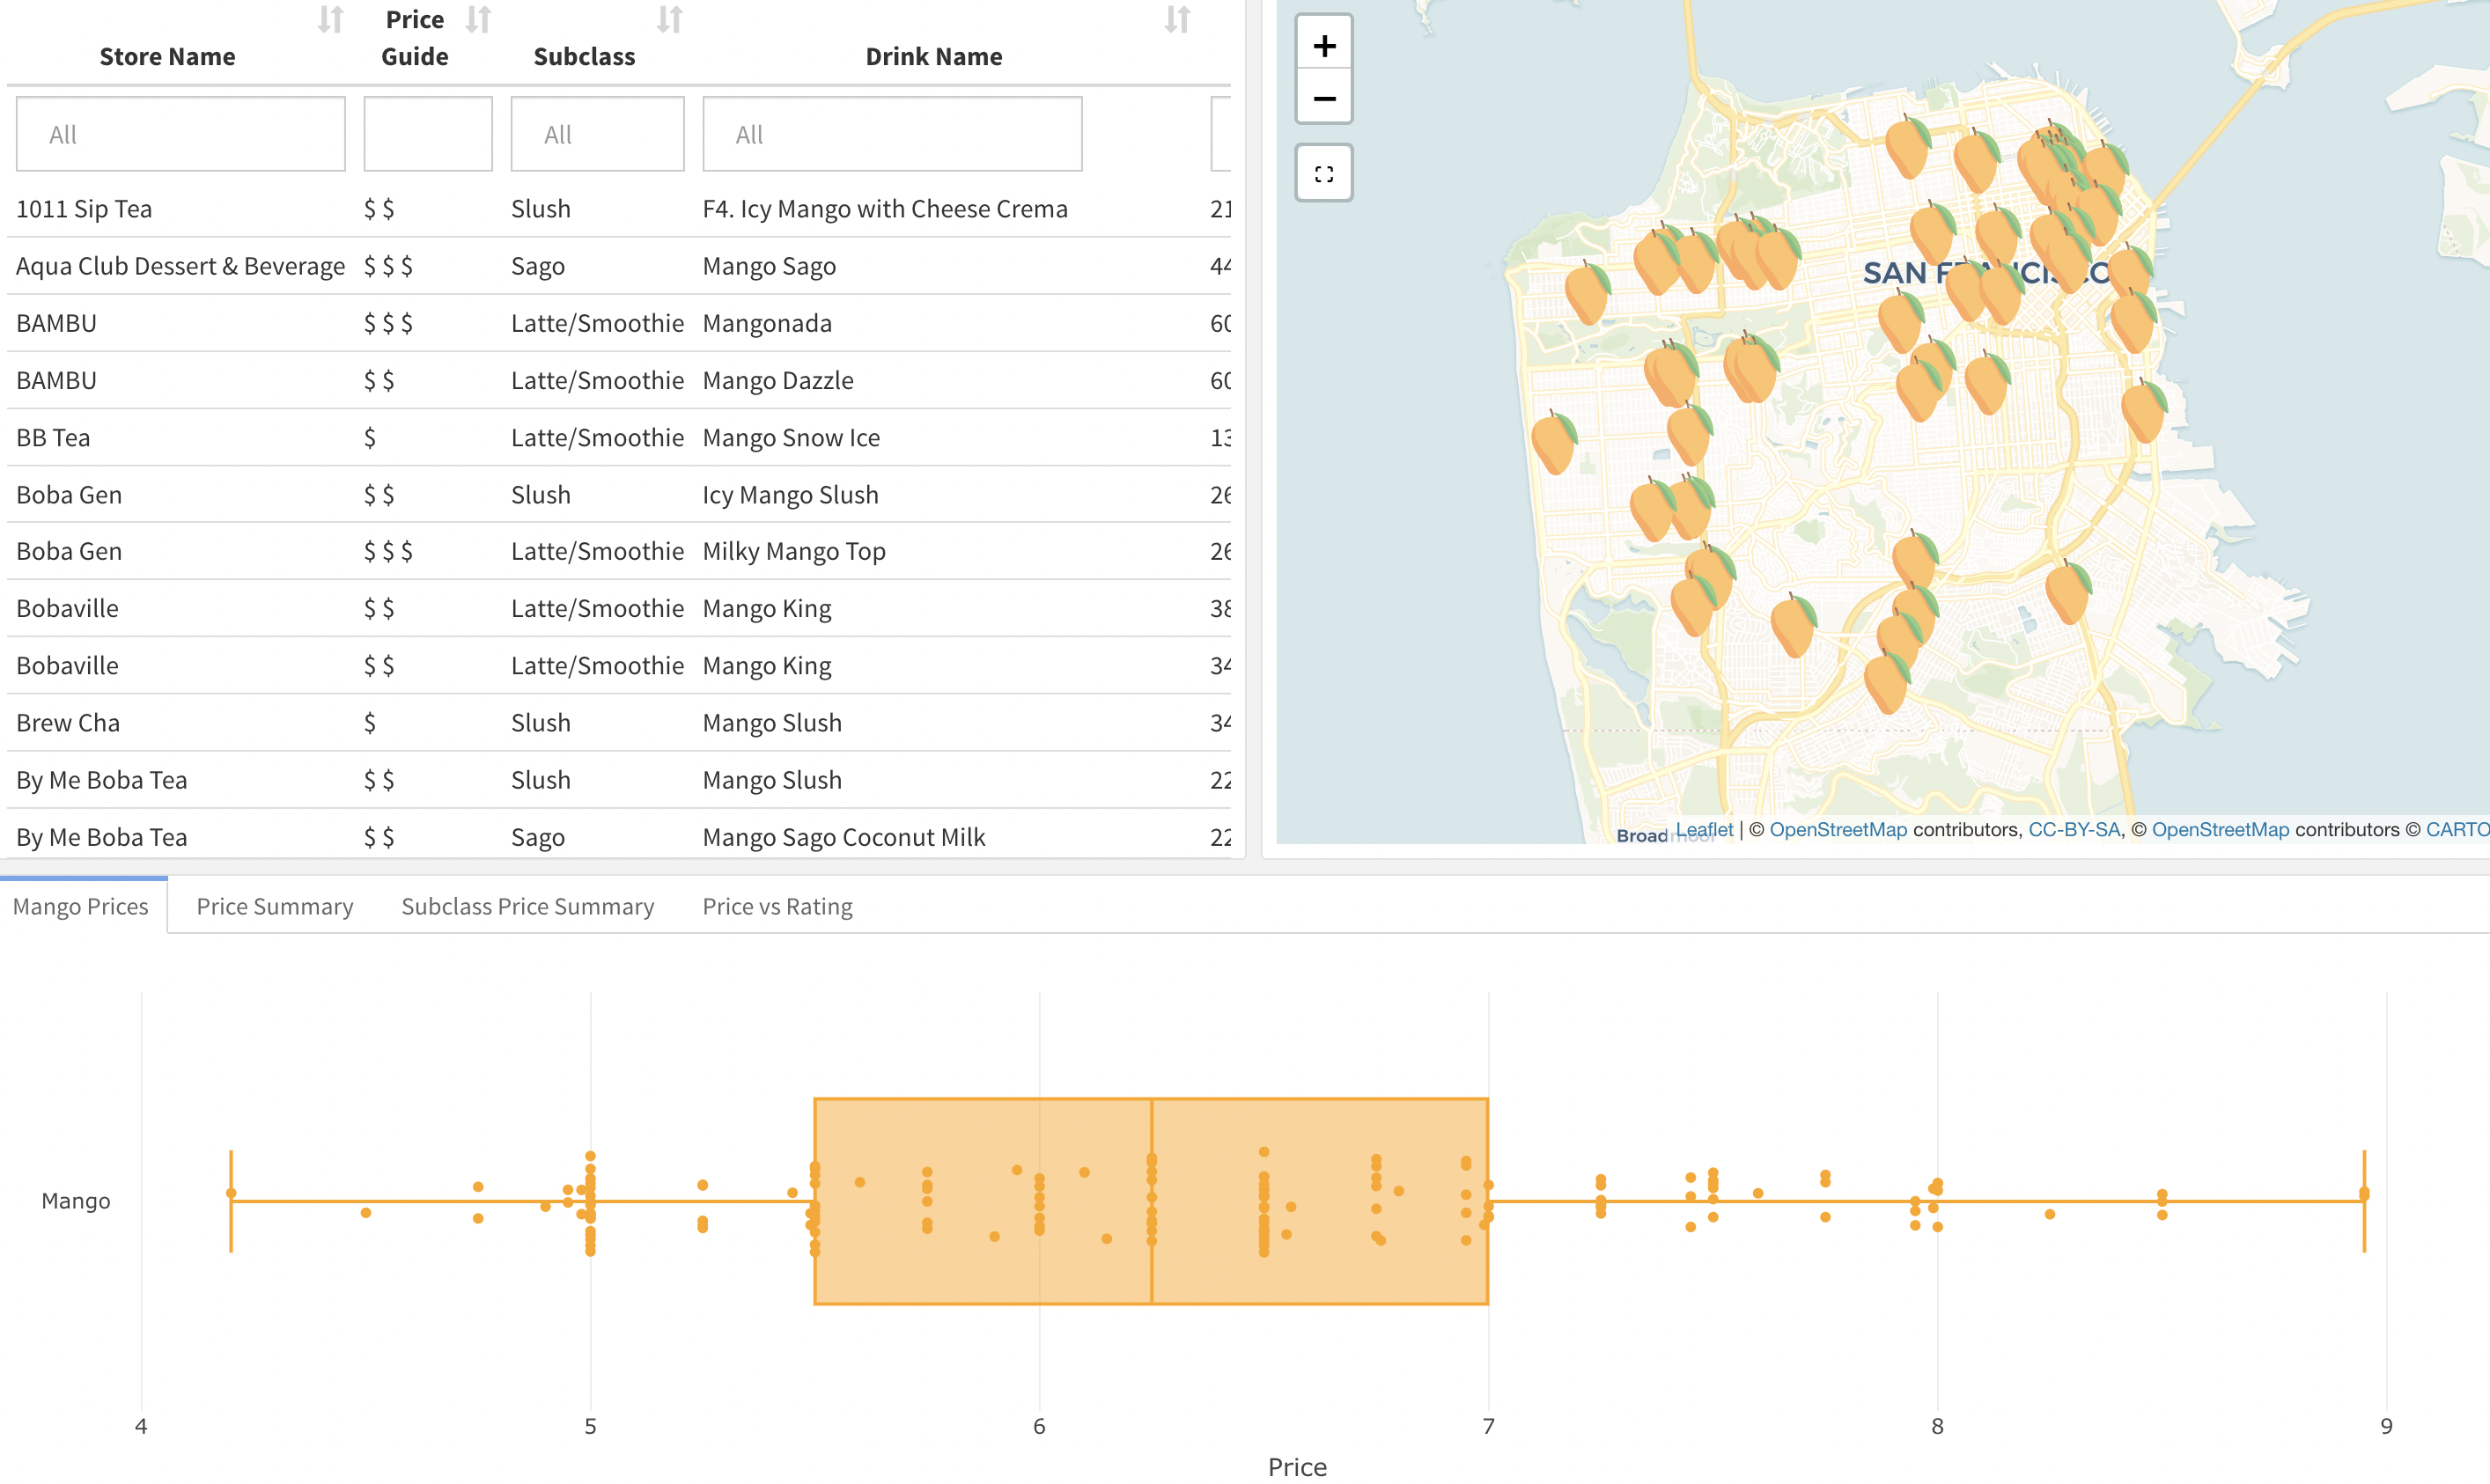 Store Name Price Guide Subclass Drink Name
All All All
1011 Sip Tea $ $ Slush F4. Icy Mango with Cheese Crema 21
Aqua Club Dessert & Beverage $ $ $ Sago Mango Sago 44
BAMBU $ $ $ Latte/Smoothie Mangonada 60
BAMBU $ $ Latte/Smoothie Mango Dazzle 60
BB Tea $ Latte/Smoothie Mango Snow Ice 13
Boba Gen $ $ Slush Icy Mango Slush 26
Boba Gen $ $ $ Latte/Smoothie Milky Mango Top 26
Bobaville $ $ Latte/Smoothie Mango King 38
Bobaville $ $ Latte/Smoothie Mango King 34
Brew Cha $ Slush Mango Slush 34
By Me Boba Tea $ $ Slush Mango Slush 22
By Me Boba Tea $ $ Sago Mango Sago Coconut Milk 22
+
−
SAN FRANCISCO
Broadmoor
Leaflet | © OpenStreetMap contributors, CC-BY-SA, © OpenStreetMap contributors © CARTO
Mango Prices Price Summary Subclass Price Summary Price vs Rating
Mango
4 5 6 7 8 9
Price